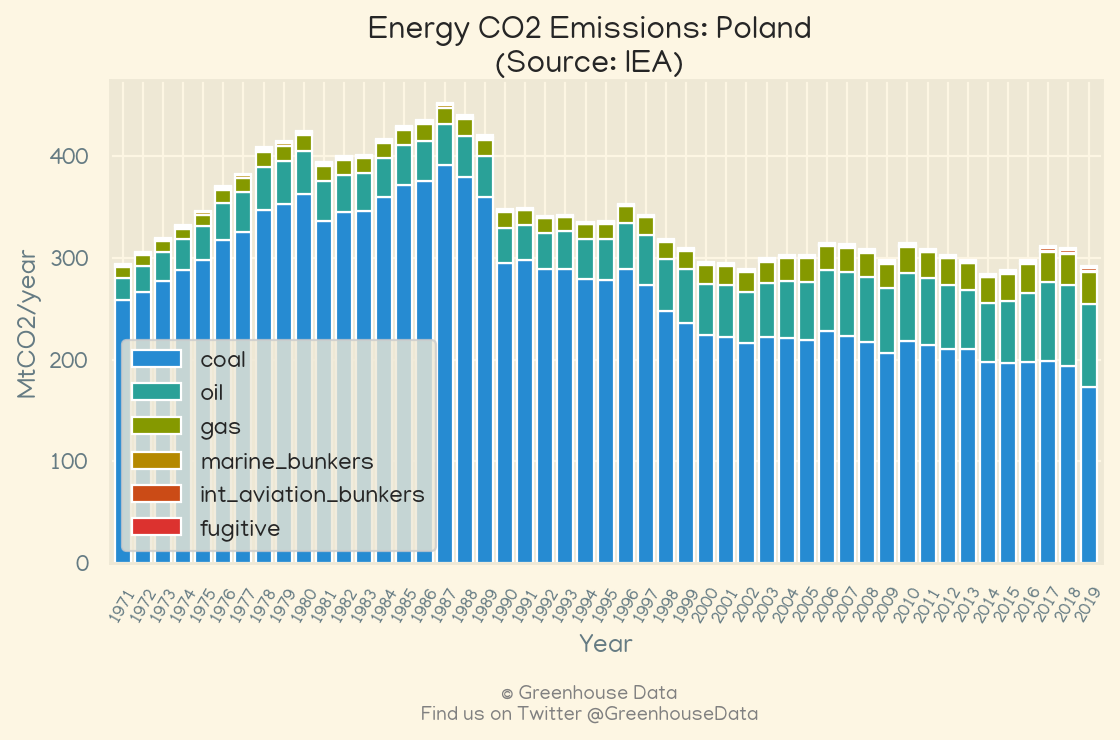 Energy CO2 Emissions: Poland
(Source: IEA)
MtCO2/year
400
300
200
100
0
coal
oil
gas
marine_bunkers
int_aviation_bunkers
fugitive
1971 1972 1973 1974 1975 1976 1977 1978 1979 1980 1981 1982 1983 1984 1985 1986 1987 1988 1989 1990 1991 1992 1993 1994 1995 1996 1997 1998 1999 2000 2001 2002 2003 2004 2005 2006 2007 2008 2009 2010 2011 2012 2013 2014 2015 2016 2017 2018 2019
Year
© Greenhouse Data
Find us on Twitter @GreenhouseData